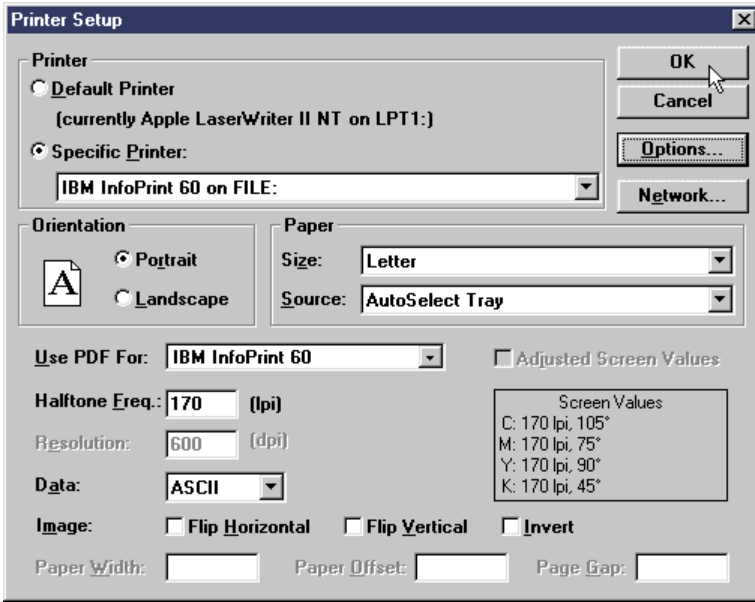 Printer Setup
Printer
Default Printer
(currently Apple LaserWriter II NT on LPT1:)
Specific Printer:
IBM InfoPrint 60 on FILE:
OK
Cancel
Options...
Network...
Orientation
A
Portrait
Landscape
Paper
Size: Letter
Source: AutoSelect Tray
Use PDF For: IBM InfoPrint 60
Adjusted Screen Values
Halftone Freq.: 170 (lpi)
Resolution: 600 (dpi)
Data: ASCII
Screen Values
C: 170 lpi, 105°
M: 170 lpi, 75°
Y: 170 lpi, 90°
K: 170 lpi, 45°
Image: Flip Horizontal Flip Vertical Invert
Paper Width: Paper Offset: Page Gap: